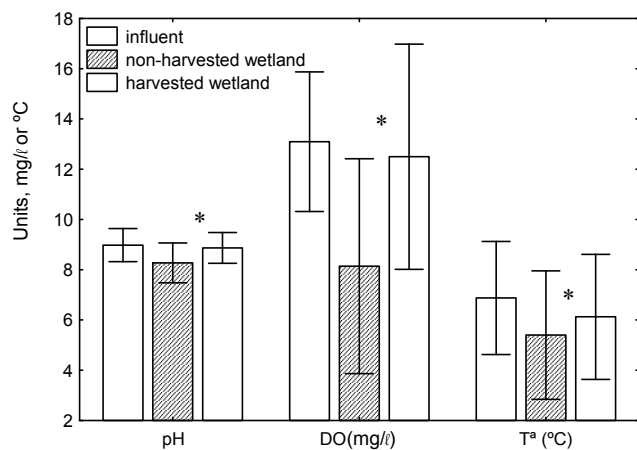 influent
non-harvested wetland
harvested wetland
Units, mg/ℓ or ºC
18
16
14
12
10
8
6
4
2
*
*
*
pH
DO(mg/ℓ)
Tª (ºC)